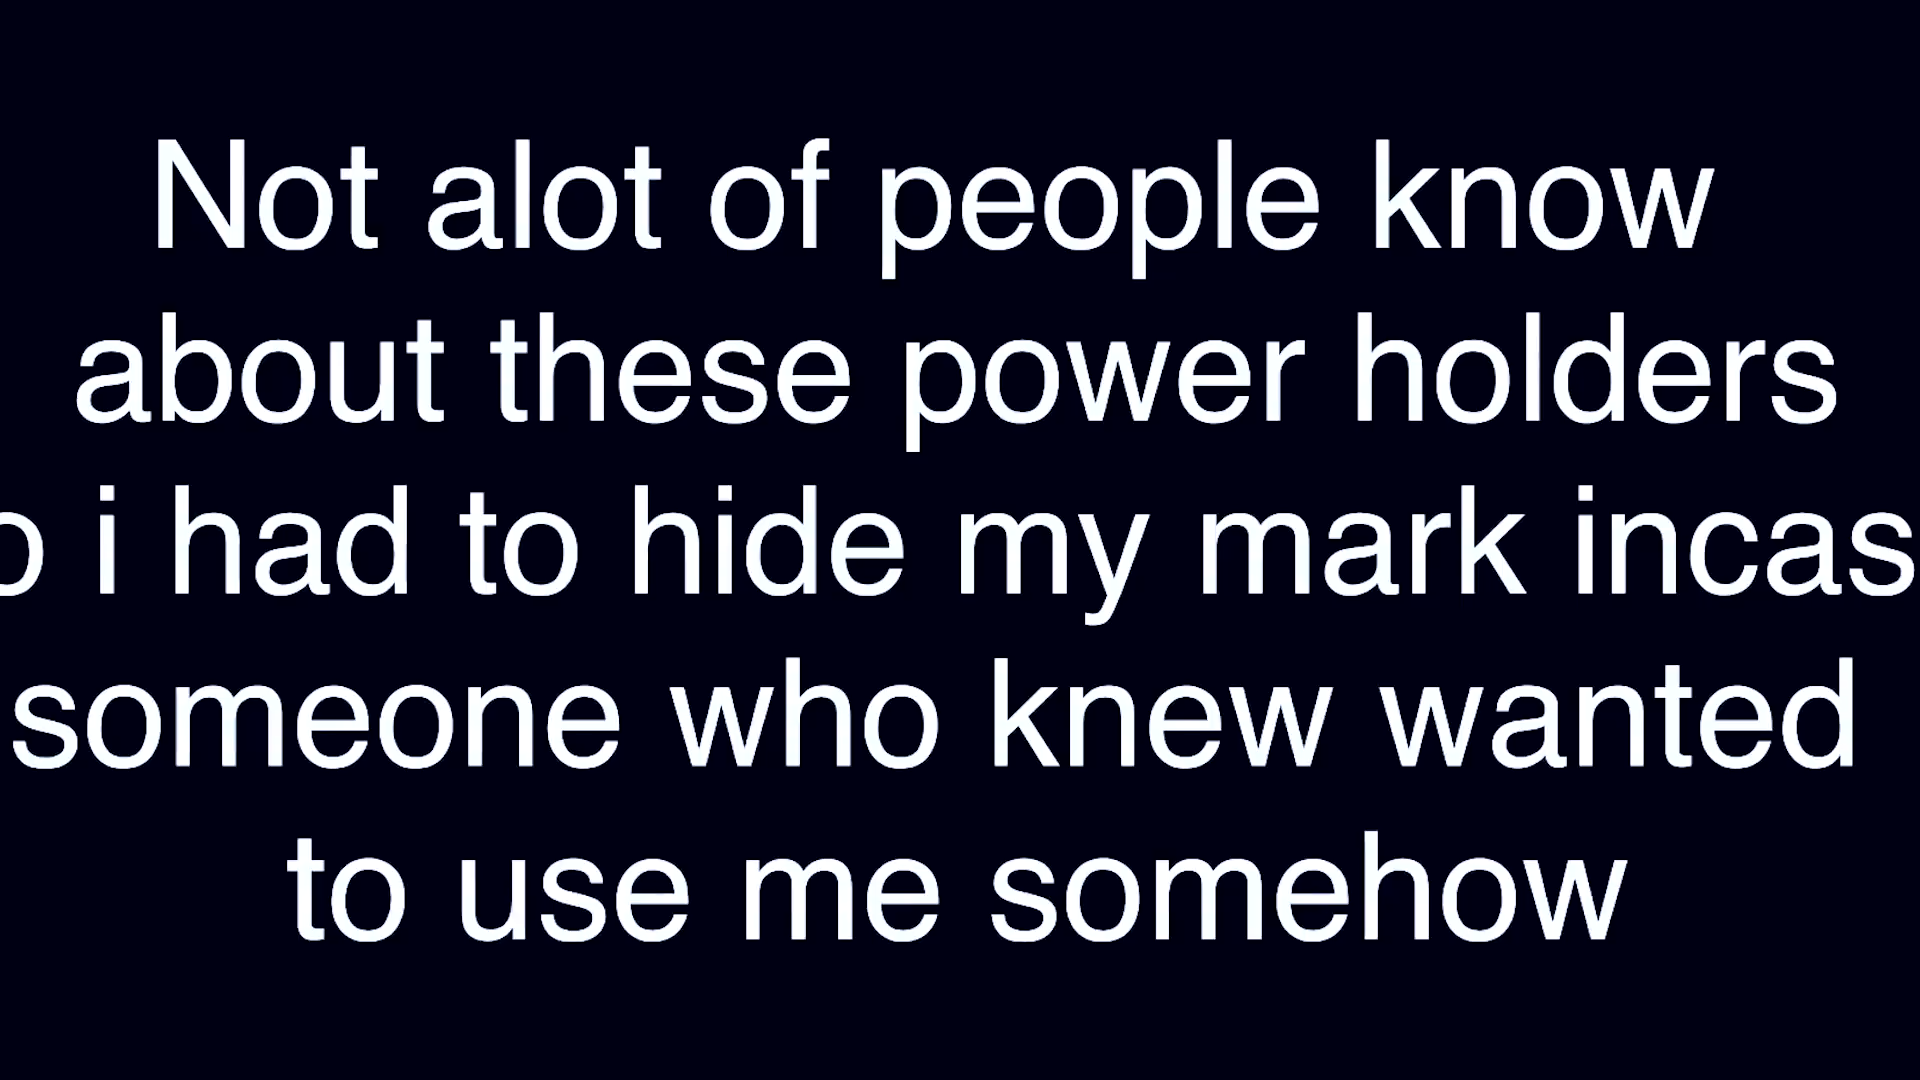 Not alot of people know
about these power holders
o i had to hide my mark incas
someone who knew wanted
to use me somehow